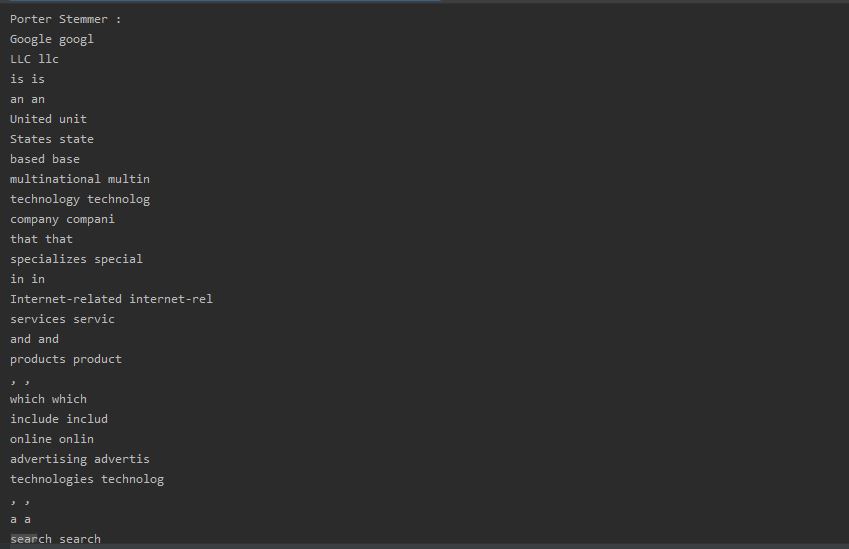 Porter Stemmer :
Google googl
LLC llc
is is
an an
United unit
States state
based base
multinational multin
technology technolog
company compani
that that
specializes special
in in
Internet-related internet-rel
services servic
and and
products product
, ,
which which
include includ
online onlin
advertising advertis
technologies technolog
, ,
a a
search search